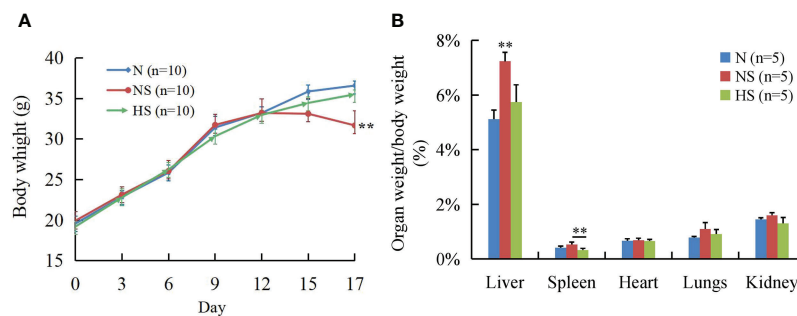 A
Body whight (g)
40
35
30
25
20
15
N (n=10)
NS (n=10)
HS (n=10)
**
0 3 6 9 12 15 17
Day
B
Organ weight/body weight
(%)
8%
6%
4%
2%
0%
**
**
N (n=5)
NS (n=5)
HS (n=5)
Liver Spleen Heart Lungs Kidney